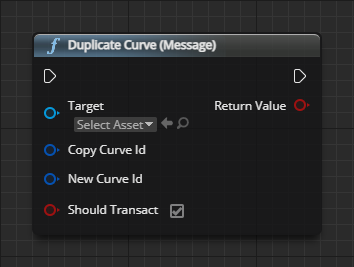 f Duplicate Curve (Message)
Target
Return Value
Select Asset
Copy Curve Id
New Curve Id
Should Transact